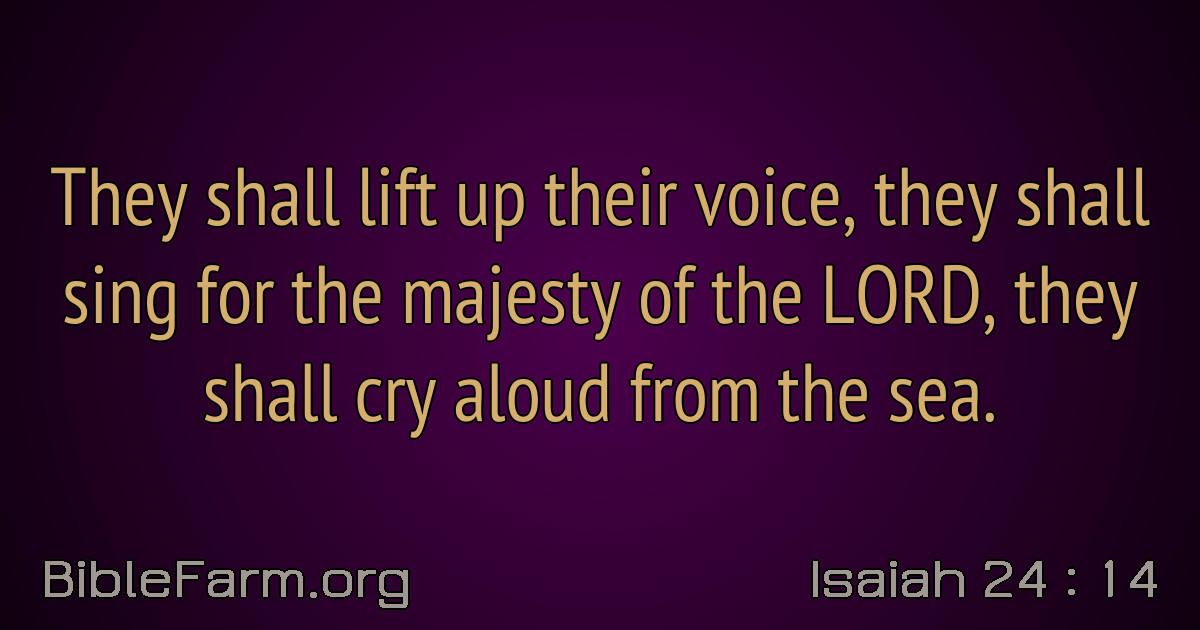 They shall lift up their voice, they shall
sing for the majesty of the LORD, they
shall cry aloud from the sea.
BibleFarm.org
Isaiah 24 : 14